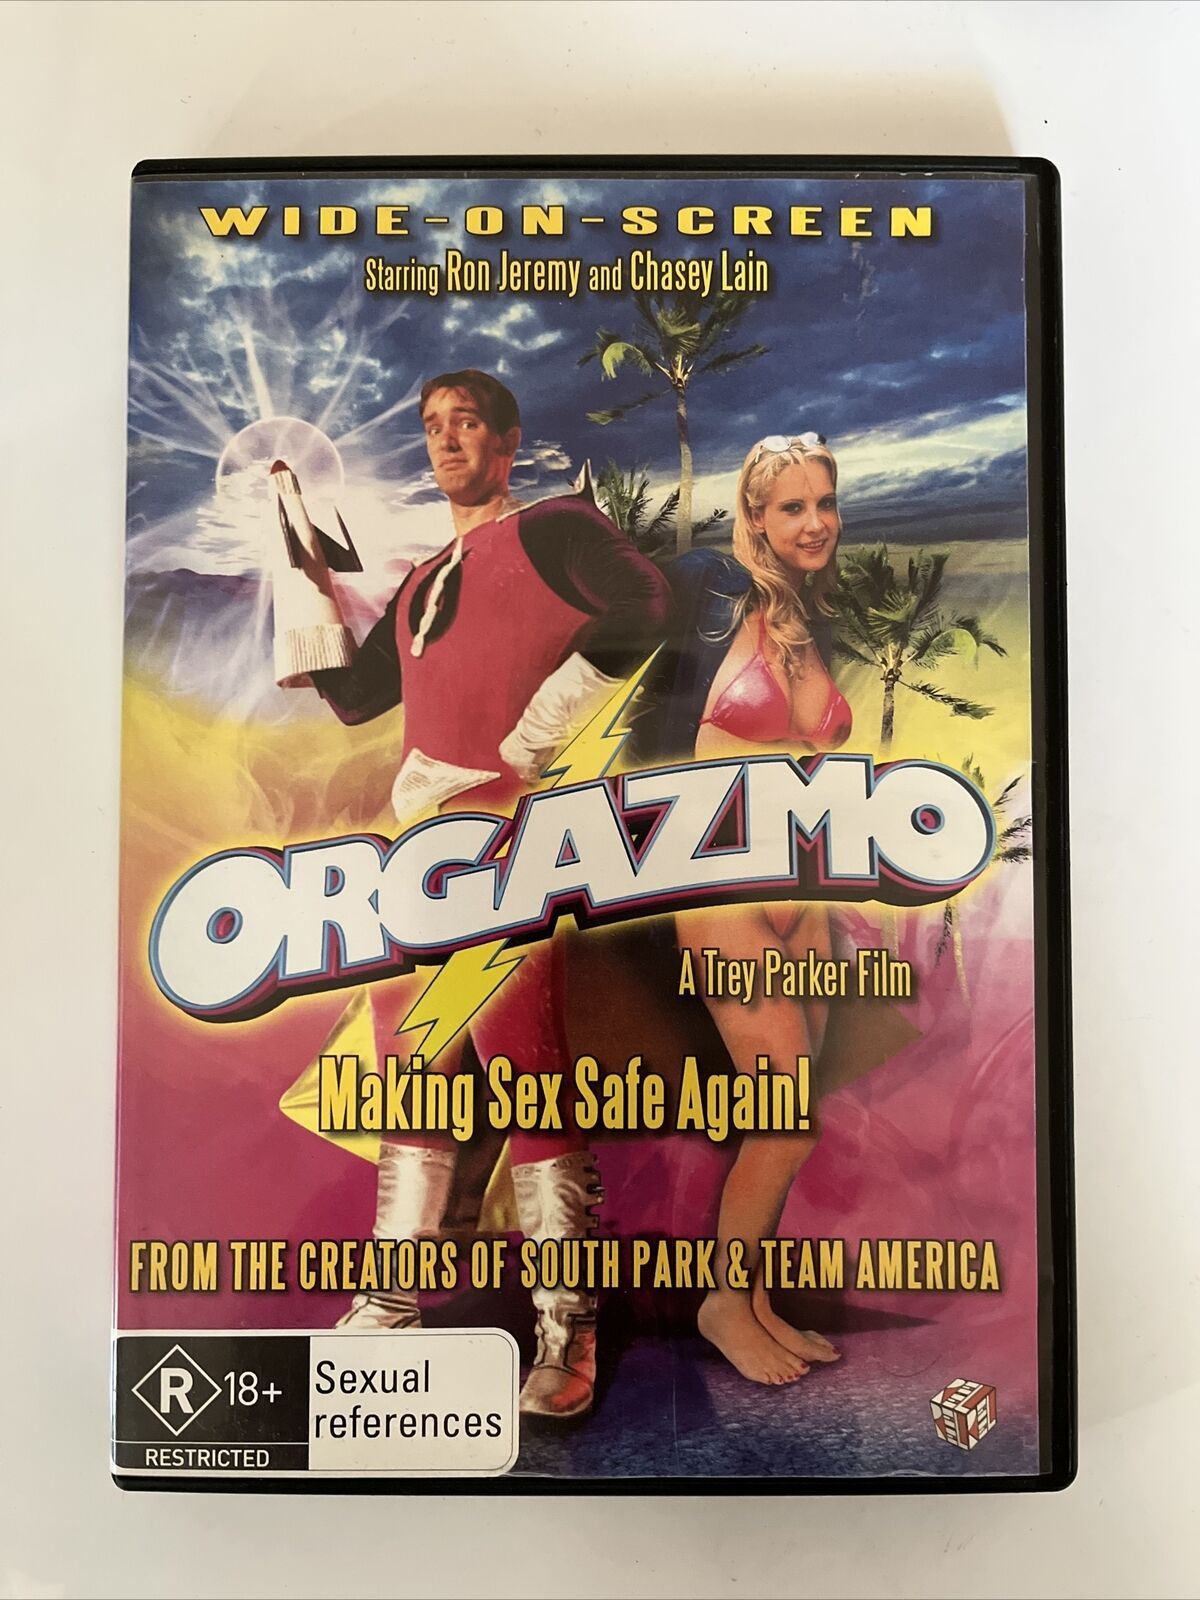 WIDE-ON-SCREEN
Starring Ron Jeremy and Chasey Lain
ORGAZMO
A Trey Parker Film
Making Sex Safe Again!
FROM THE CREATORS OF SOUTH PARK & TEAM AMERICA
R 18+
RESTRICTED
Sexual
references